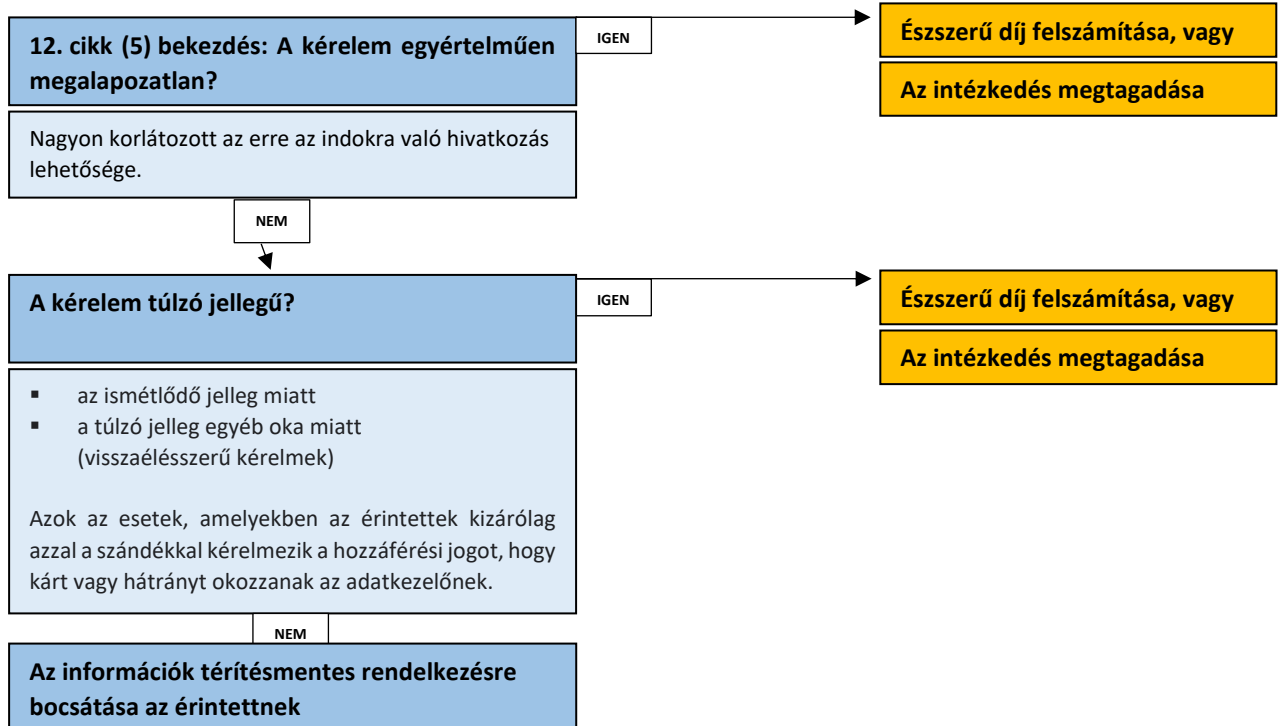 12. cikk (5) bekezdés: A kérelem egyértelműen
megalapozatlan?
IGEN
Észszerű díj felszámítása, vagy
Az intézkedés megtagadása
Nagyon korlátozott az erre az indokra való hivatkozás
lehetősége.
NEM
A kérelem túlzó jellegű?
IGEN
Észszerű díj felszámítása, vagy
Az intézkedés megtagadása
▪ az ismétlődő jelleg miatt
▪ a túlzó jelleg egyéb oka miatt
(visszaélésszerű kérelmek)
Azok az esetek, amelyekben az érintettek kizárólag
azzal a szándékkal kérelmezik a hozzáférési jogot, hogy
kárt vagy hátrányt okozzanak az adatkezelőnek.
NEM
Az információk térítésmentes rendelkezésre
bocsátása az érintettnek